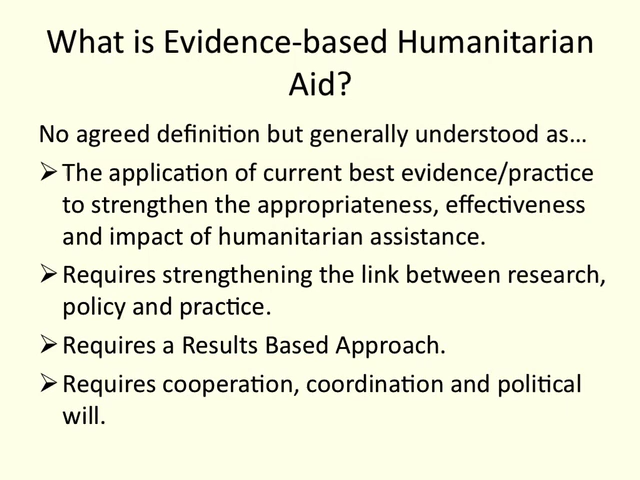 What is Evidence-based Humanitarian
Aid?
No agreed definition but generally understood as…
➢ The application of current best evidence/practice
to strengthen the appropriateness, effectiveness
and impact of humanitarian assistance.
➢ Requires strengthening the link between research,
policy and practice.
➢ Requires a Results Based Approach.
➢ Requires cooperation, coordination and political
will.